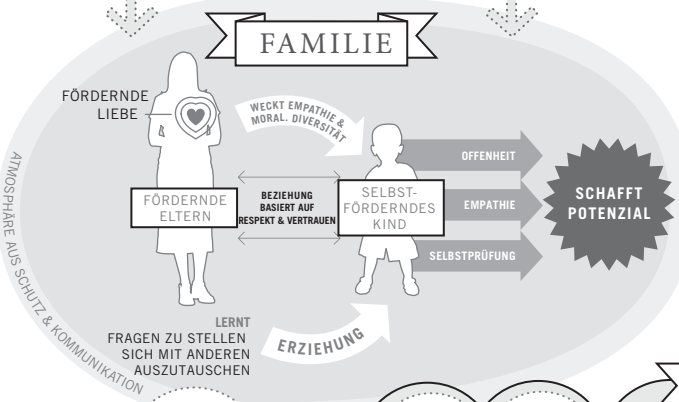 FAMILIE
FÖRDERNDE
LIEBE
WECKT EMPATHIE &
MORAL. DIVERSITÄT
ATMOSPHÄRE AUS SCHUTZ & KOMMUNIKATION
FÖRDERNDE
ELTERN
BEZIEHUNG
BASIERT AUF
RESPEKT & VERTRAUEN
SELBST-
FÖRDERNDES
KIND
OFFENHEIT
EMPATHIE
SELBSTPRÜFUNG
SCHAFFT
POTENZIAL
LERNT
FRAGEN ZU STELLEN
SICH MIT ANDEREN
AUSZUTAUSCHEN
ERZIEHUNG